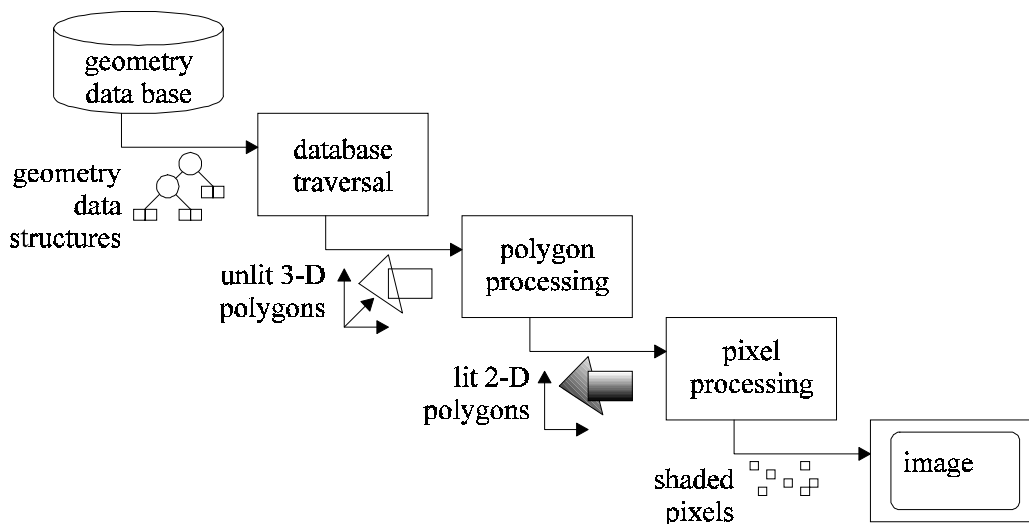 geometry
data base
database
traversal
geometry
data
structures
polygon
processing
unlit 3-D
polygons
pixel
processing
lit 2-D
polygons
image
shaded
pixels